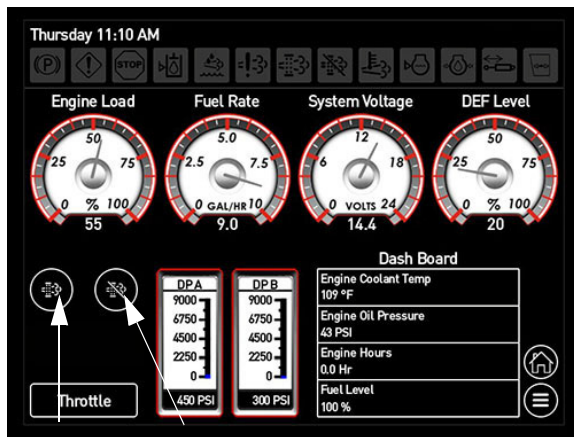 Thursday 11:10 AM
(P) STOP
Engine Load Fuel Rate System Voltage DEF Level
50 5.0 12 50
25 75 2.5 7.5 6 18 25 75
0 % 100 0 GAL/HR 10 0 VOLTS 24 0 % 100
55 9.0 14.4 20
Dash Board
DP A DP B
9000 9000
6750 6750
4500 4500
2250 2250
0 0
450 PSI 300 PSI
Engine Coolant Temp
109 °F
Engine Oil Pressure
43 PSI
Engine Hours
0.0 Hr
Fuel Level
100 %
Throttle